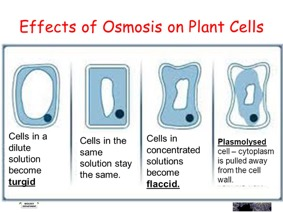 Effects of Osmosis on Plant Cells
Cells in a
dilute
solution
become
turgid
Cells in the
same
solution stay
the same.
Cells in
concentrated
solutions
become
flaccid.
Plasmolysed
cell – cytoplasm
is pulled away
from the cell
wall.